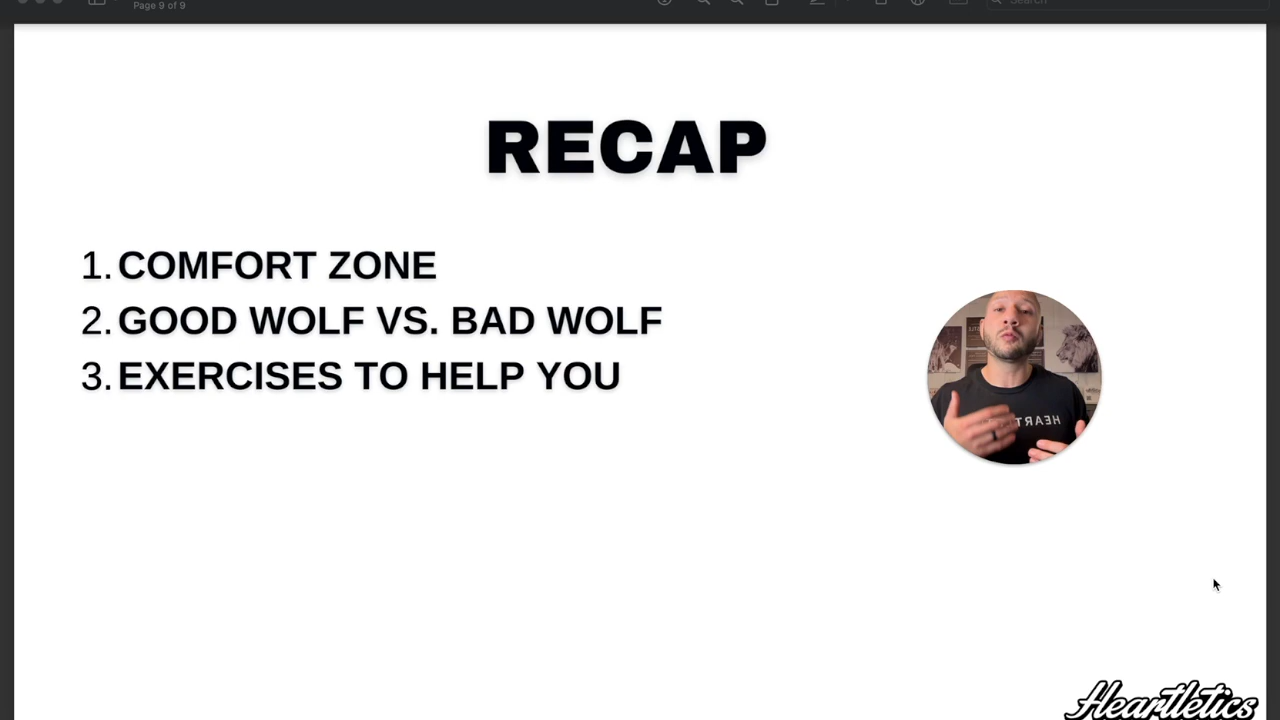 Page 9 of 9
Search
RECAP
1. COMFORT ZONE
2. GOOD WOLF VS. BAD WOLF
3. EXERCISES TO HELP YOU
Heartletics